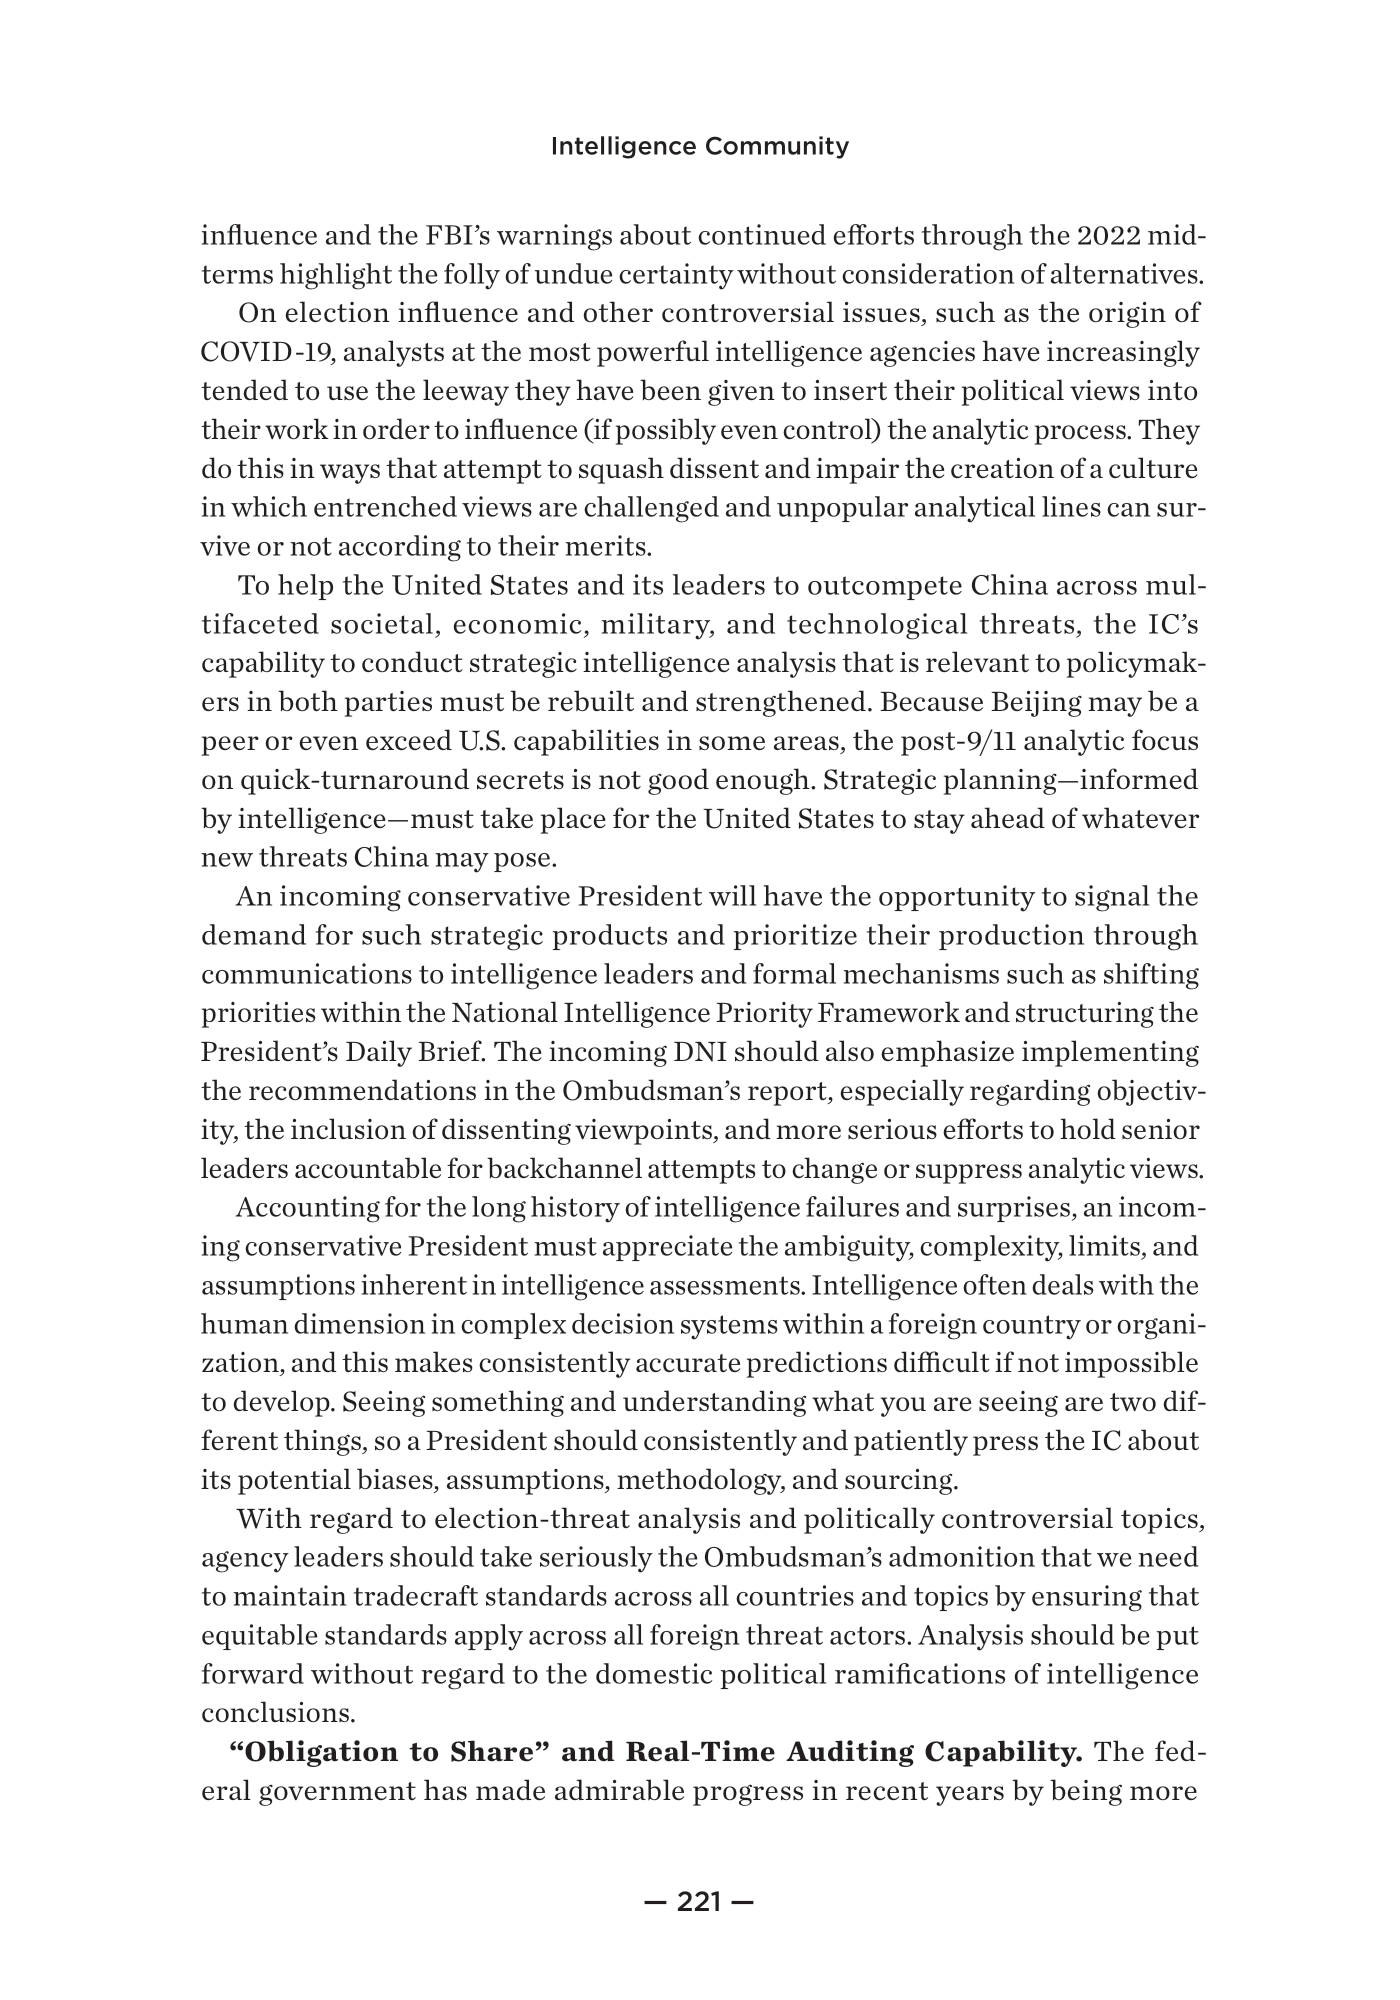 Intelligence Community
influence and the FBI’s warnings about continued efforts through the 2022 mid-
terms highlight the folly of undue certainty without consideration of alternatives.
On election influence and other controversial issues, such as the origin of
COVID-19, analysts at the most powerful intelligence agencies have increasingly
tended to use the leeway they have been given to insert their political views into
their work in order to influence (if possibly even control) the analytic process. They
do this in ways that attempt to squash dissent and impair the creation of a culture
in which entrenched views are challenged and unpopular analytical lines can sur-
vive or not according to their merits.
To help the United States and its leaders to outcompete China across mul-
tifaceted societal, economic, military, and technological threats, the IC’s
capability to conduct strategic intelligence analysis that is relevant to policymak-
ers in both parties must be rebuilt and strengthened. Because Beijing may be a
peer or even exceed U.S. capabilities in some areas, the post-9/11 analytic focus
on quick-turnaround secrets is not good enough. Strategic planning—informed
by intelligence—must take place for the United States to stay ahead of whatever
new threats China may pose.
An incoming conservative President will have the opportunity to signal the
demand for such strategic products and prioritize their production through
communications to intelligence leaders and formal mechanisms such as shifting
priorities within the National Intelligence Priority Framework and structuring the
President’s Daily Brief. The incoming DNI should also emphasize implementing
the recommendations in the Ombudsman’s report, especially regarding objectiv-
ity, the inclusion of dissenting viewpoints, and more serious efforts to hold senior
leaders accountable for backchannel attempts to change or suppress analytic views.
Accounting for the long history of intelligence failures and surprises, an incom-
ing conservative President must appreciate the ambiguity, complexity, limits, and
assumptions inherent in intelligence assessments. Intelligence often deals with the
human dimension in complex decision systems within a foreign country or organi-
zation, and this makes consistently accurate predictions difficult if not impossible
to develop. Seeing something and understanding what you are seeing are two dif-
ferent things, so a President should consistently and patiently press the IC about
its potential biases, assumptions, methodology, and sourcing.
With regard to election-threat analysis and politically controversial topics,
agency leaders should take seriously the Ombudsman’s admonition that we need
to maintain tradecraft standards across all countries and topics by ensuring that
equitable standards apply across all foreign threat actors. Analysis should be put
forward without regard to the domestic political ramifications of intelligence
conclusions.
“Obligation to Share” and Real-Time Auditing Capability. The fed-
eral government has made admirable progress in recent years by being more
— 221 —